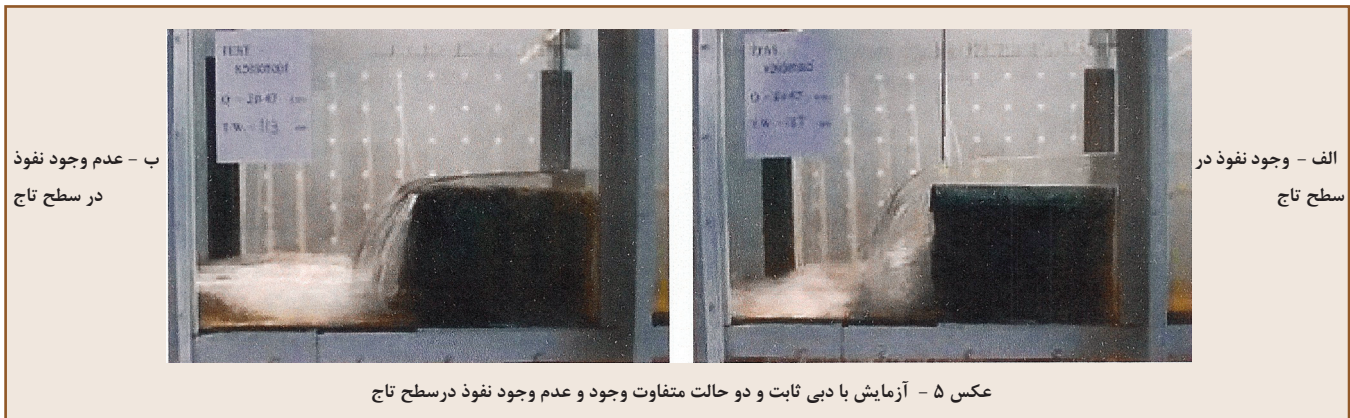 الف - وجود نفوذ در
سطح تاج
ب - عدم وجود نفوذ
در سطح تاج
TEST
عکس ۵ - آزمایش با دبی ثابت و دو حالت متفاوت وجود و عدم وجود نفوذ درسطح تاج